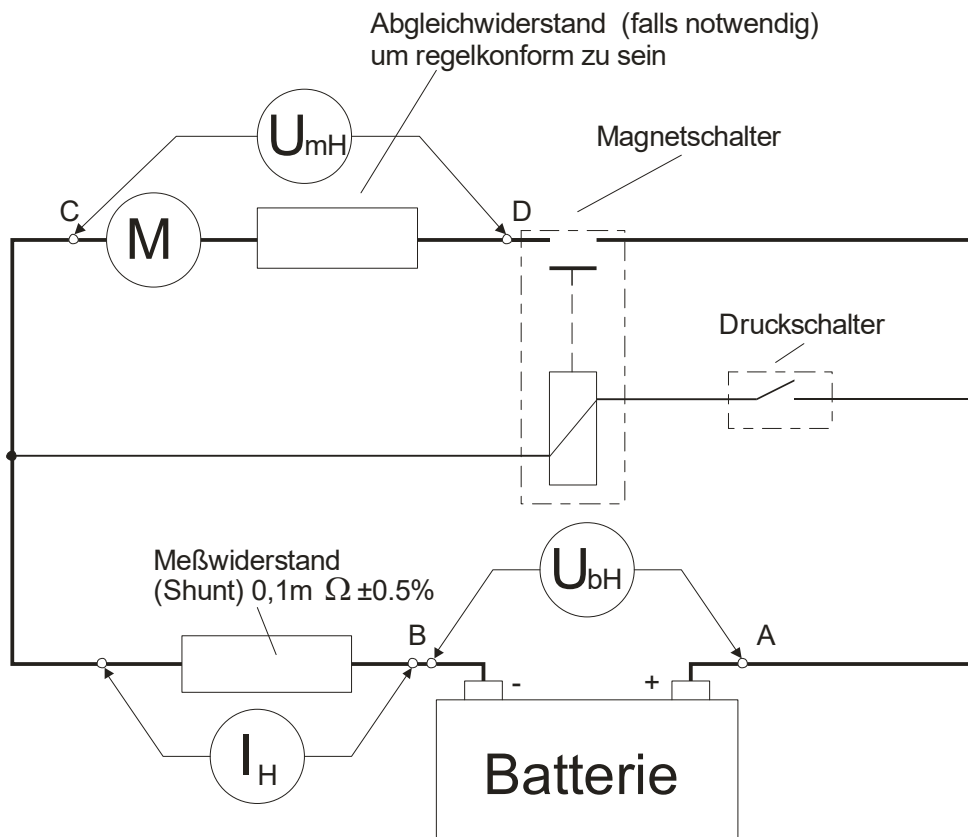 Abgleichwiderstand (falls notwendig)
um regelkonform zu sein
UmH
Magnetschalter
C
D
M
Druckschalter
Meßwiderstand
(Shunt) 0,1m Ω ±0.5%
UbH
B
A
- +
IH
Batterie